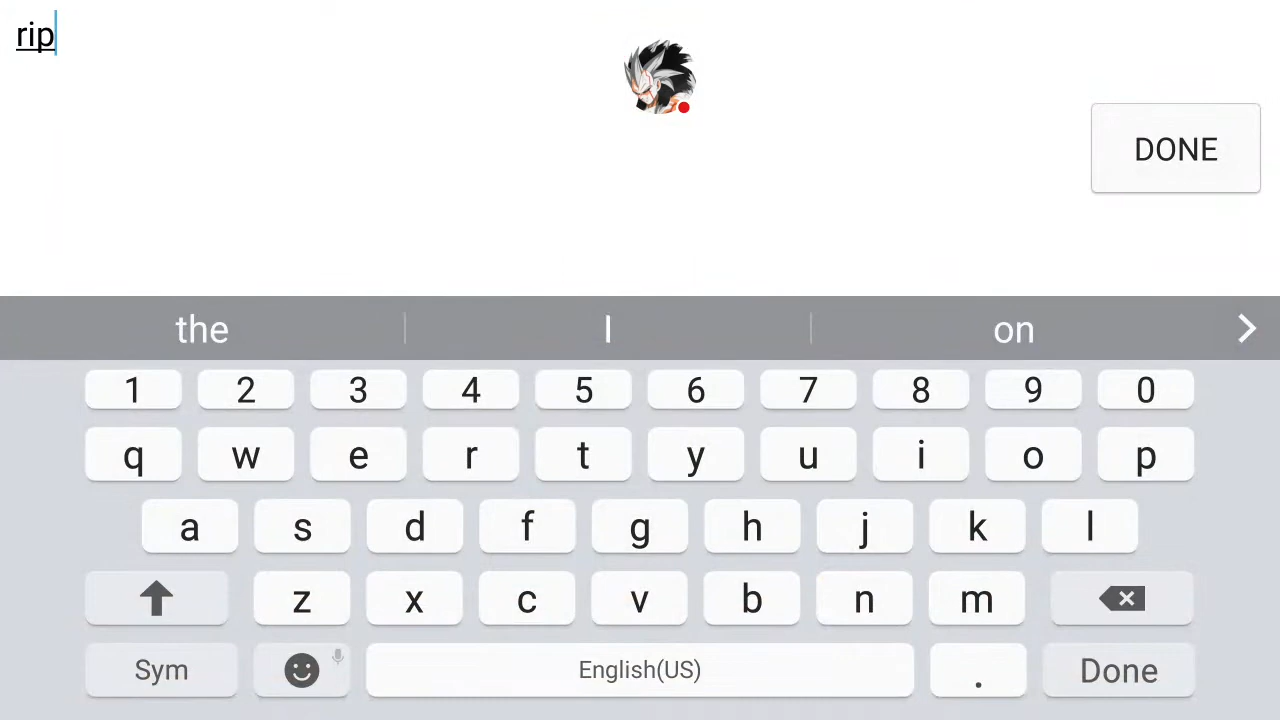 rip
DONE
the I on
1 2 3 4 5 6 7 8 9 0
q w e r t y u i o p
a s d f g h j k l
z x c v b n m
Sym English(US) . Done